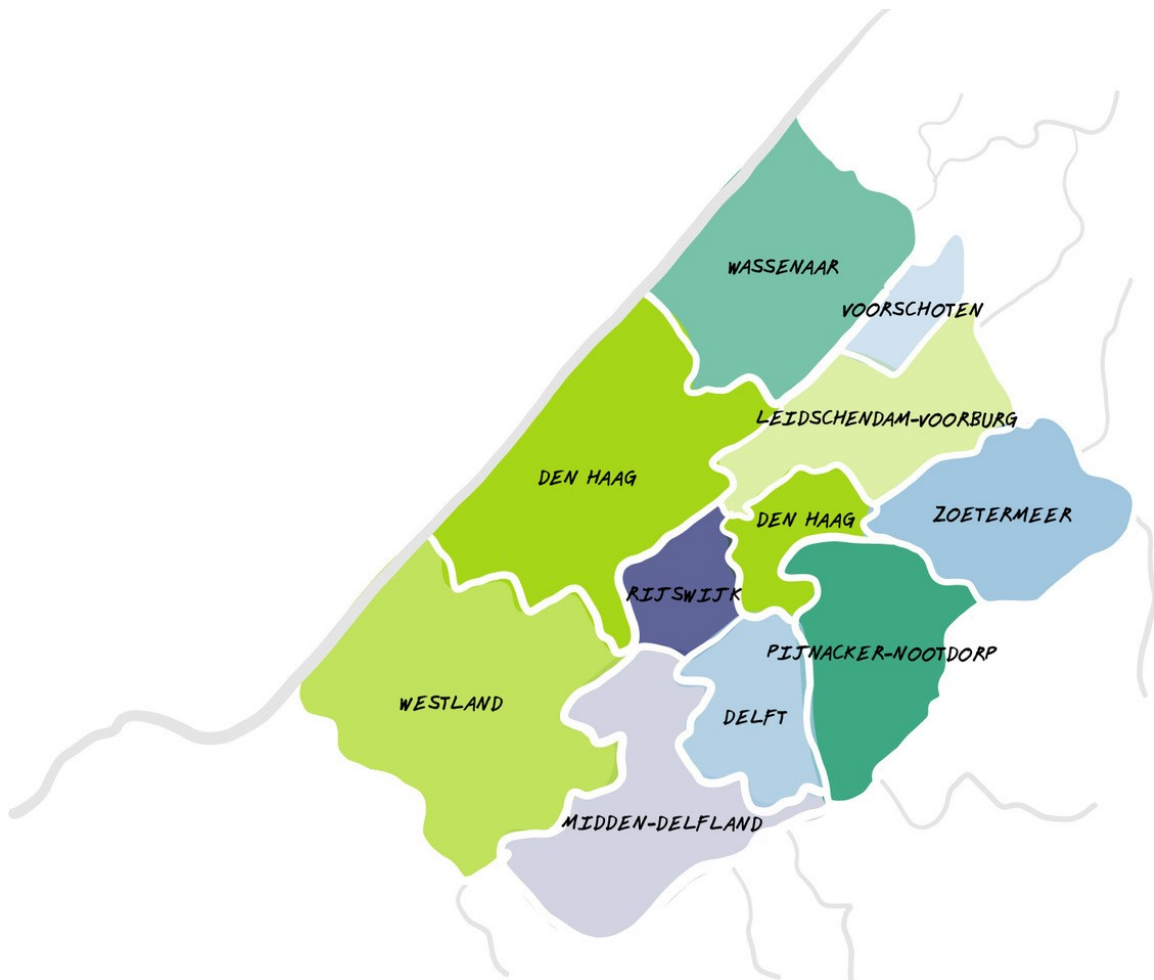 WASSENAAR
VOORSCHOTEN
LEIDSCHENDAM-VOORBURG
DEN HAAG
DEN HAAG
ZOETERMEER
RIJSWIJK
PIJNACKER-NOOTDORP
WESTLAND
DELFT
MIDDEN-DELFLAND